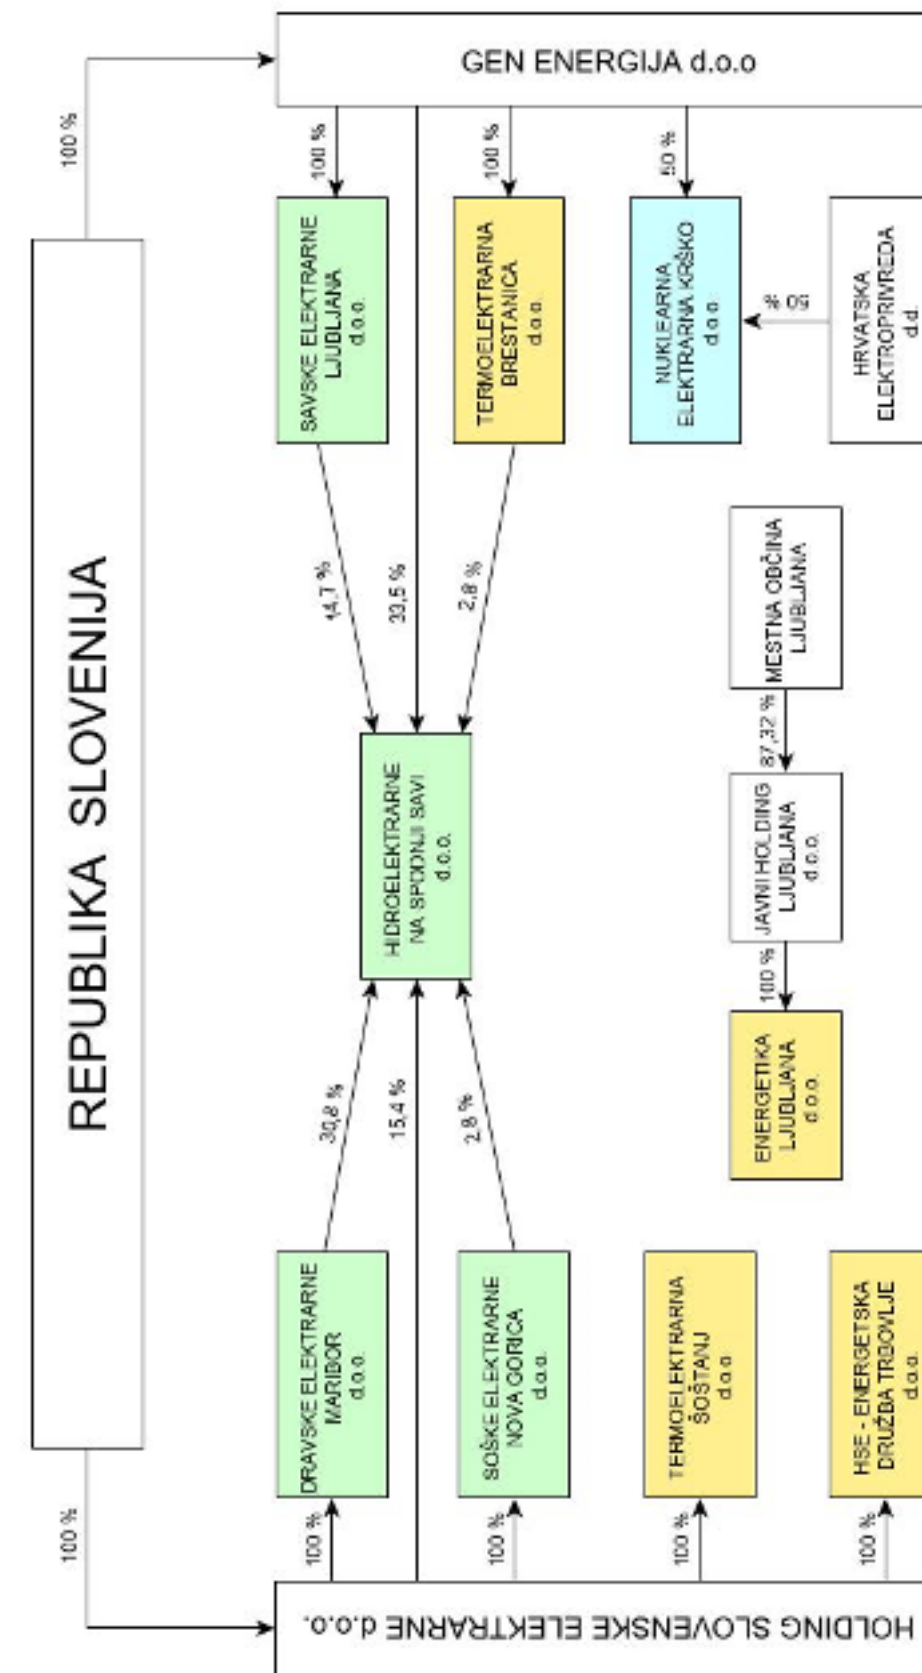 REPUBLIKA SLOVENIJA
100 %
100 %
HOLDING SLOVENSKE ELEKTRARNE d.o.o.
GEN ENERGIJA d.o.o
100 %
DRAVSKE ELEKTRARNE
MARIBOR
d.o.o.
30,8 %
15,4 %
100 %
SOŠKE ELEKTRARNE
NOVA GORICA
d.o.o.
2,8 %
HIDROELEKTRARNE
NA SPODNJI SAVI
d.o.o.
14,7 %
33,5 %
2,8 %
SAVSKE ELEKTRARNE
LJUBLJANA
d.o.o.
100 %
TERMOELEKTRARNA
BRESTANICA
d.o.o.
100 %
100 %
TERMOELEKTRARNA
ŠOŠTANJ
d.o.o.
NUKLEARNA
ELEKTRARNA KRŠKO
d.o.o
50 %
50 %
HRVATSKA
ELEKTROPRIVREDA
d.d.
ENERGETIKA
LJUBLJANA
d.o.o.
100 %
JAVNI HOLDING
LJUBLJANA
d.o.o.
87,32 %
MESTNA OBČINA
LJUBLJANA
100 %
HSE - ENERGETSKA
DRUŽBA TRBOVLJE
d.o.o.